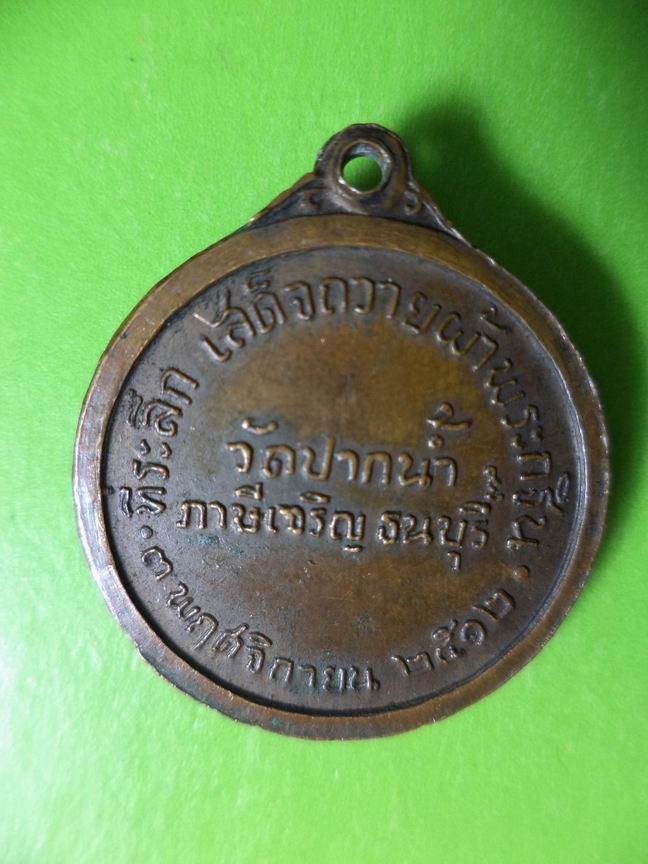 ที่ระลึก เสด็จถวายผ้าพระกฐิน
วัดปากน้ำ
ภาษีเจริญ ธนบุรี
๓ พฤศจิกายน ๒๕๑๒